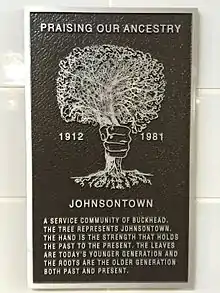 PRAISING OUR ANCESTRY
1912 1981
JOHNSONTOWN
A SERVICE COMMUNITY OF BUCKHEAD.
THE TREE REPRESENTS JOHNSONTOWN.
THE HAND IS THE STRENGTH THAT HOLDS
THE PAST TO THE PRESENT. THE LEAVES
ARE TODAY'S YOUNGER GENERATION AND
THE ROOTS ARE THE OLDER GENERATION
BOTH PAST AND PRESENT.